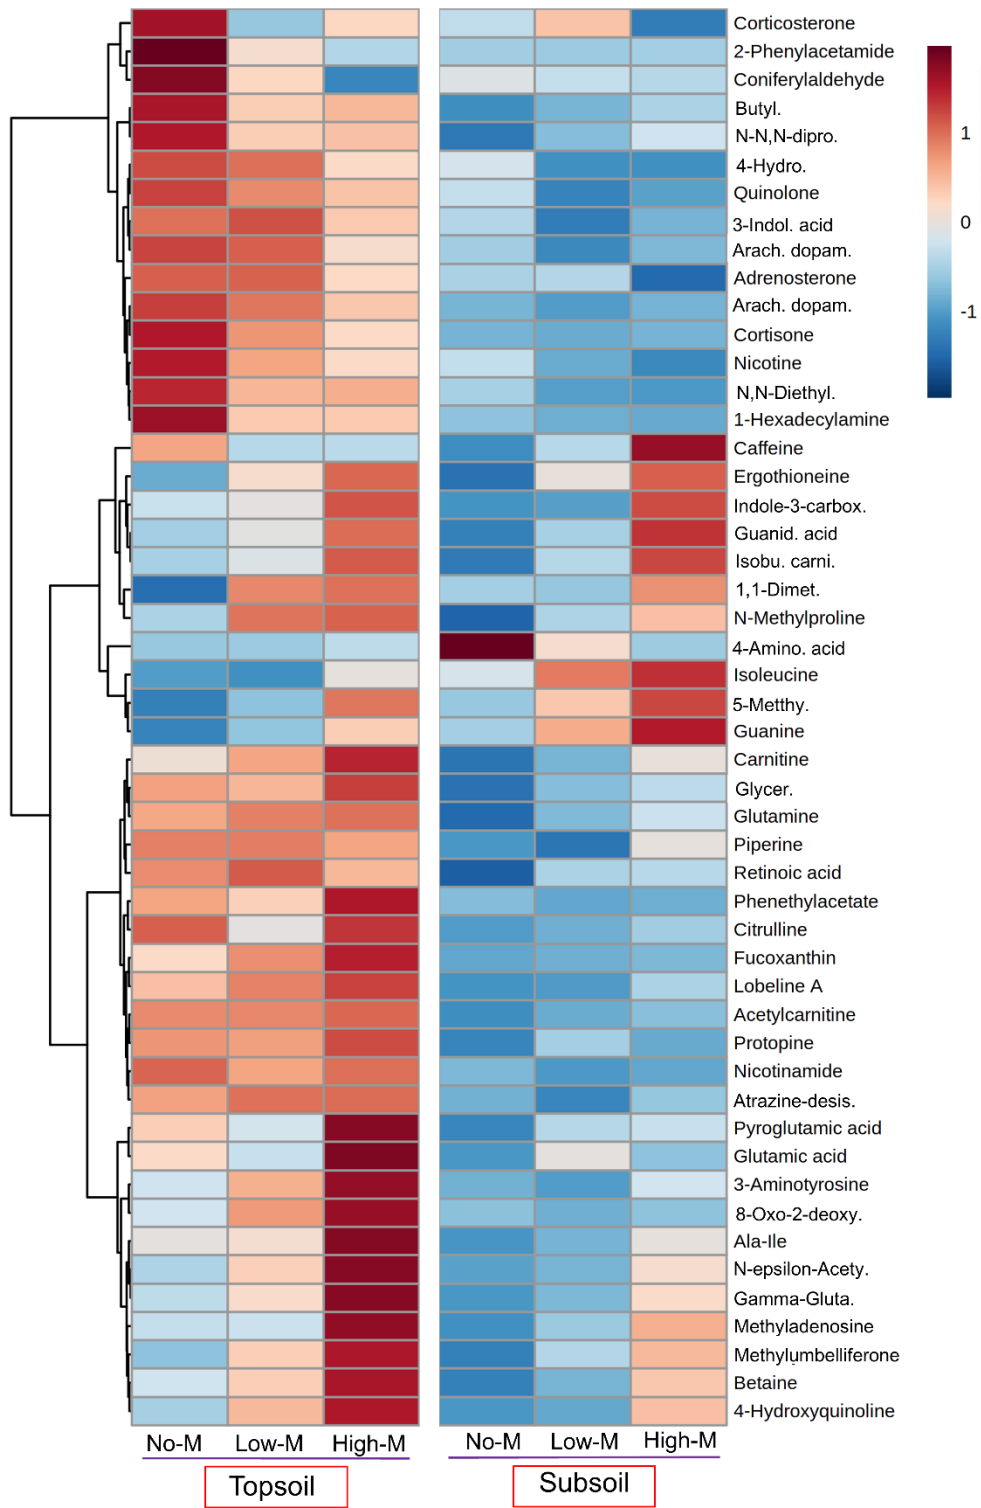 Corticosterone
2-Phenylacetamide
Coniferylaldehyde
Butyl.
N-N,N-dipro.
4-Hydro.
Quinolone
3-Indol. acid
Arach. dopam.
Adrenosterone
Arach. dopam.
Cortisone
Nicotine
N,N-Diethyl.
1-Hexadecylamine
Caffeine
Ergothioneine
Indole-3-carbox.
Guanid. acid
Isobu. carni.
1,1-Dimet.
N-Methylproline
4-Amino. acid
Isoleucine
5-Metthy.
Guanine
Carnitine
Glycer.
Glutamine
Piperine
Retinoic acid
Phenethylacetate
Citrulline
Fucoxanthin
Lobeline A
Acetylcarnitine
Protopine
Nicotinamide
Atrazine-desis.
Pyroglutamic acid
Glutamic acid
3-Aminotyrosine
8-Oxo-2-deoxy.
Ala-Ile
N-epsilon-Acety.
Gamma-Gluta.
Methyladenosine
Methylumbelliferone
Betaine
4-Hydroxyquinoline
1
0
-1
No-M Low-M High-M No-M Low-M High-M
Topsoil Subsoil